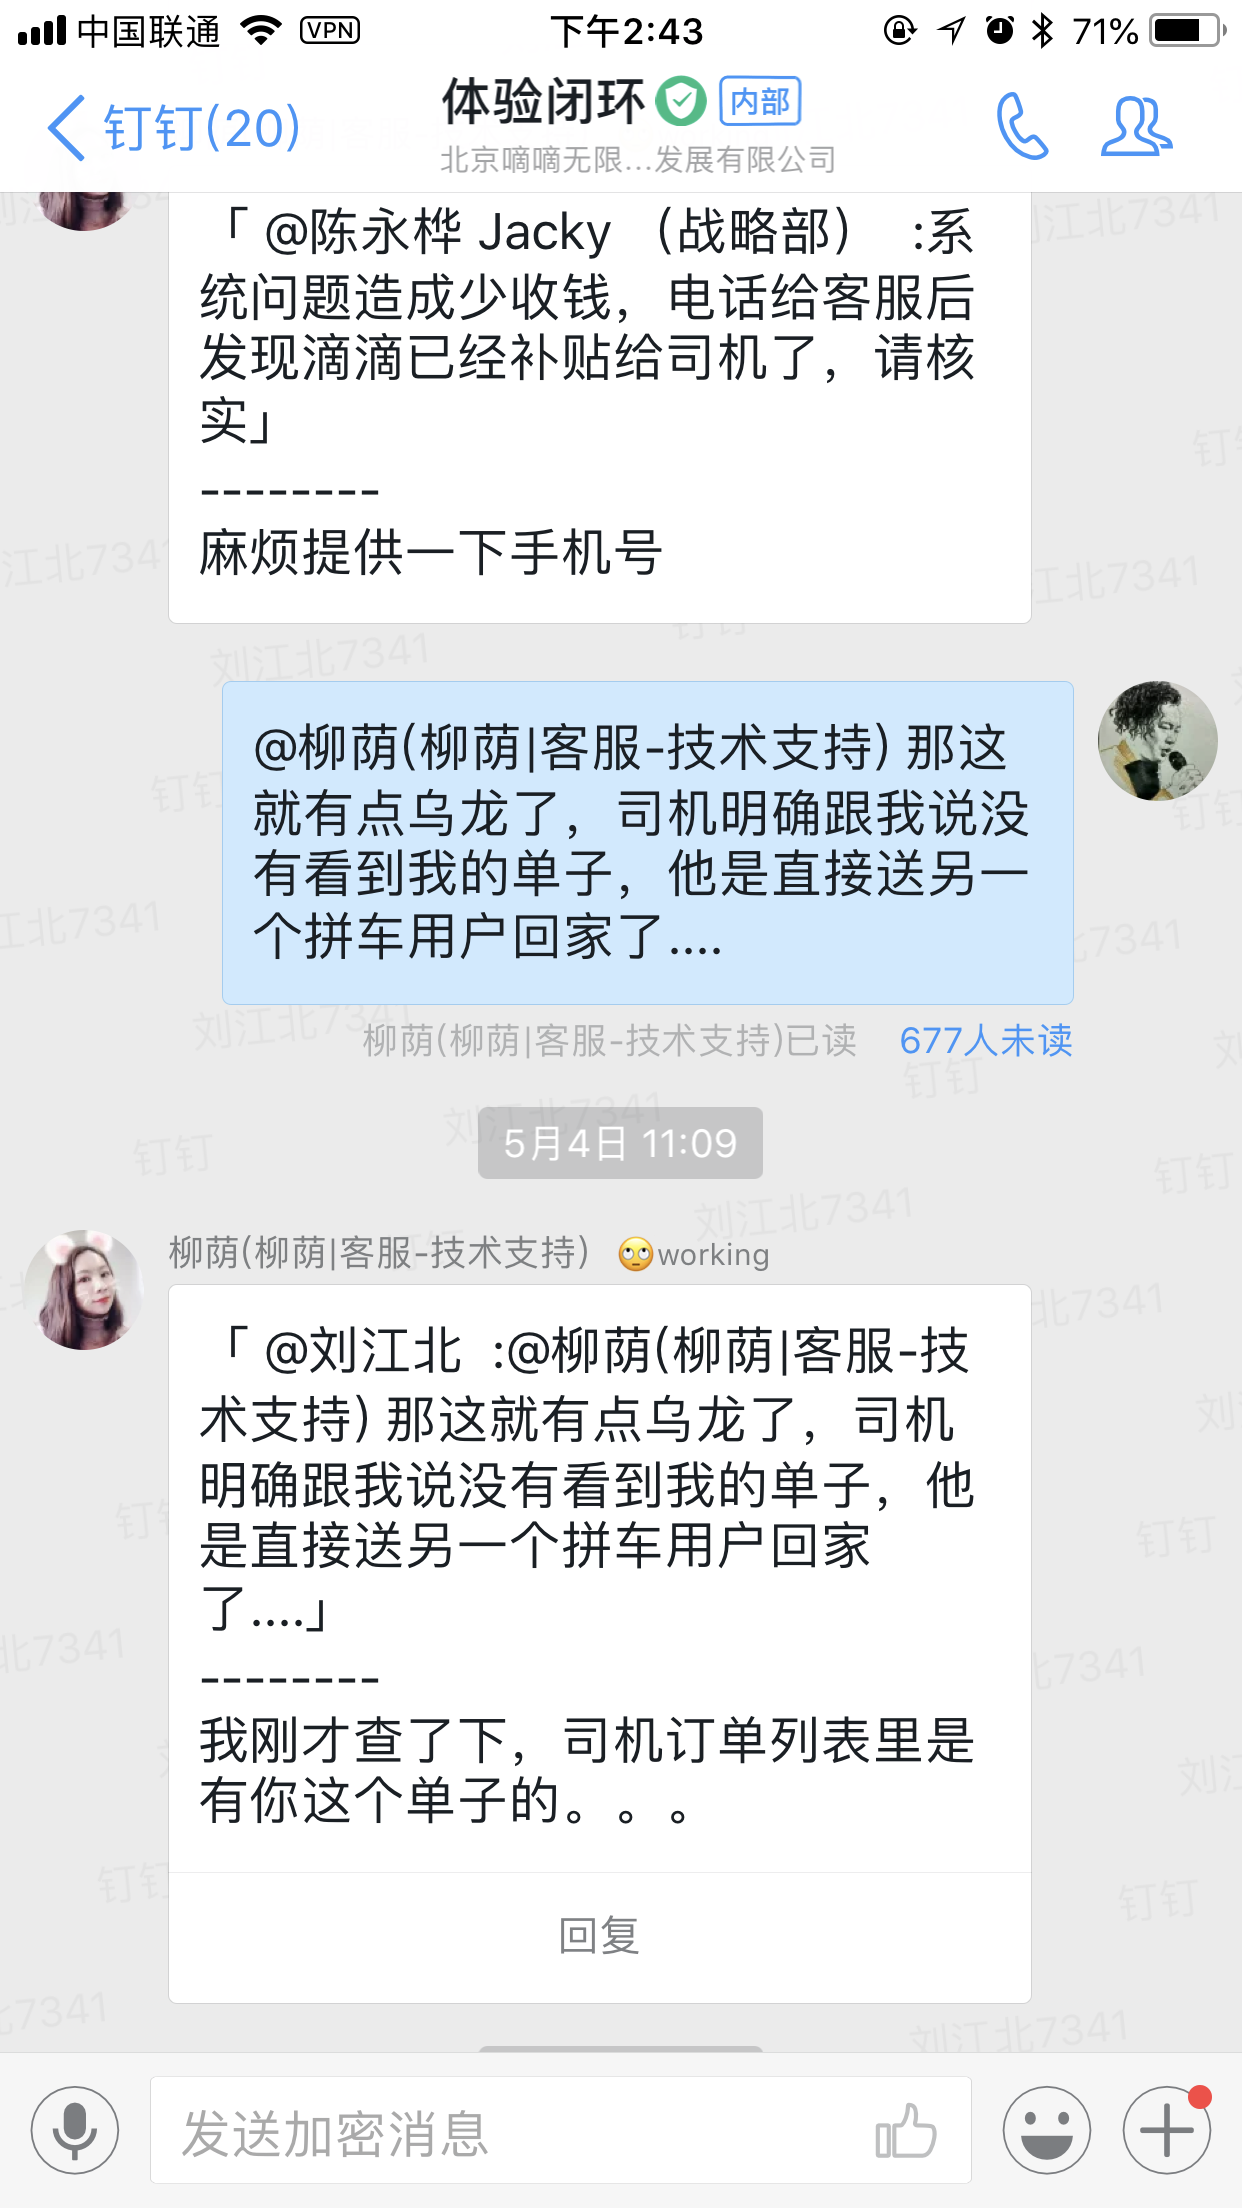 中国联通 VPN 下午2:43 71%
钉钉(20) 体验闭环 内部
北京嘀嘀无限...发展有限公司
「 @陈永桦 Jacky （战略部） :系
统问题造成少收钱，电话给客服后
发现滴滴已经补贴给司机了，请核
实」
--------
麻烦提供一下手机号
@柳荫(柳荫|客服-技术支持) 那这
就有点乌龙了，司机明确跟我说没
有看到我的单子，他是直接送另一
个拼车用户回家了....
柳荫(柳荫|客服-技术支持)已读 677人未读
5月4日 11:09
柳荫(柳荫|客服-技术支持) working
「 @刘江北 :@柳荫(柳荫|客服-技
术支持) 那这就有点乌龙了，司机
明确跟我说没有看到我的单子，他
是直接送另一个拼车用户回家
了....」
--------
我刚才查了下，司机订单列表里是
有你这个单子的。。。
回复
发送加密消息
刘江北7341
钉钉